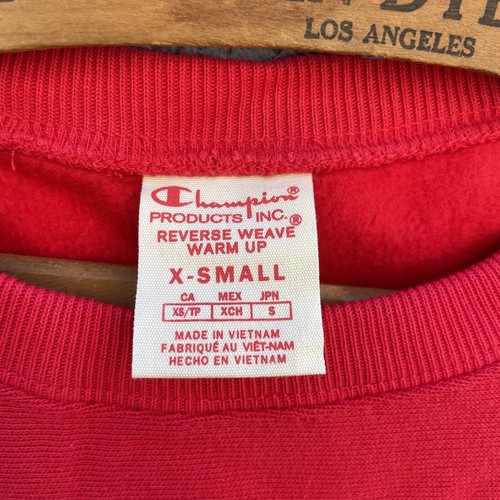 LOS ANGELES
Champion®
PRODUCTS INC.®
REVERSE WEAVE
WARM UP
X-SMALL
CA MEX JPN
XS/TP XCH S
MADE IN VIETNAM
FABRIQUÉ AU VIÊT-NAM
HECHO EN VIETNAM